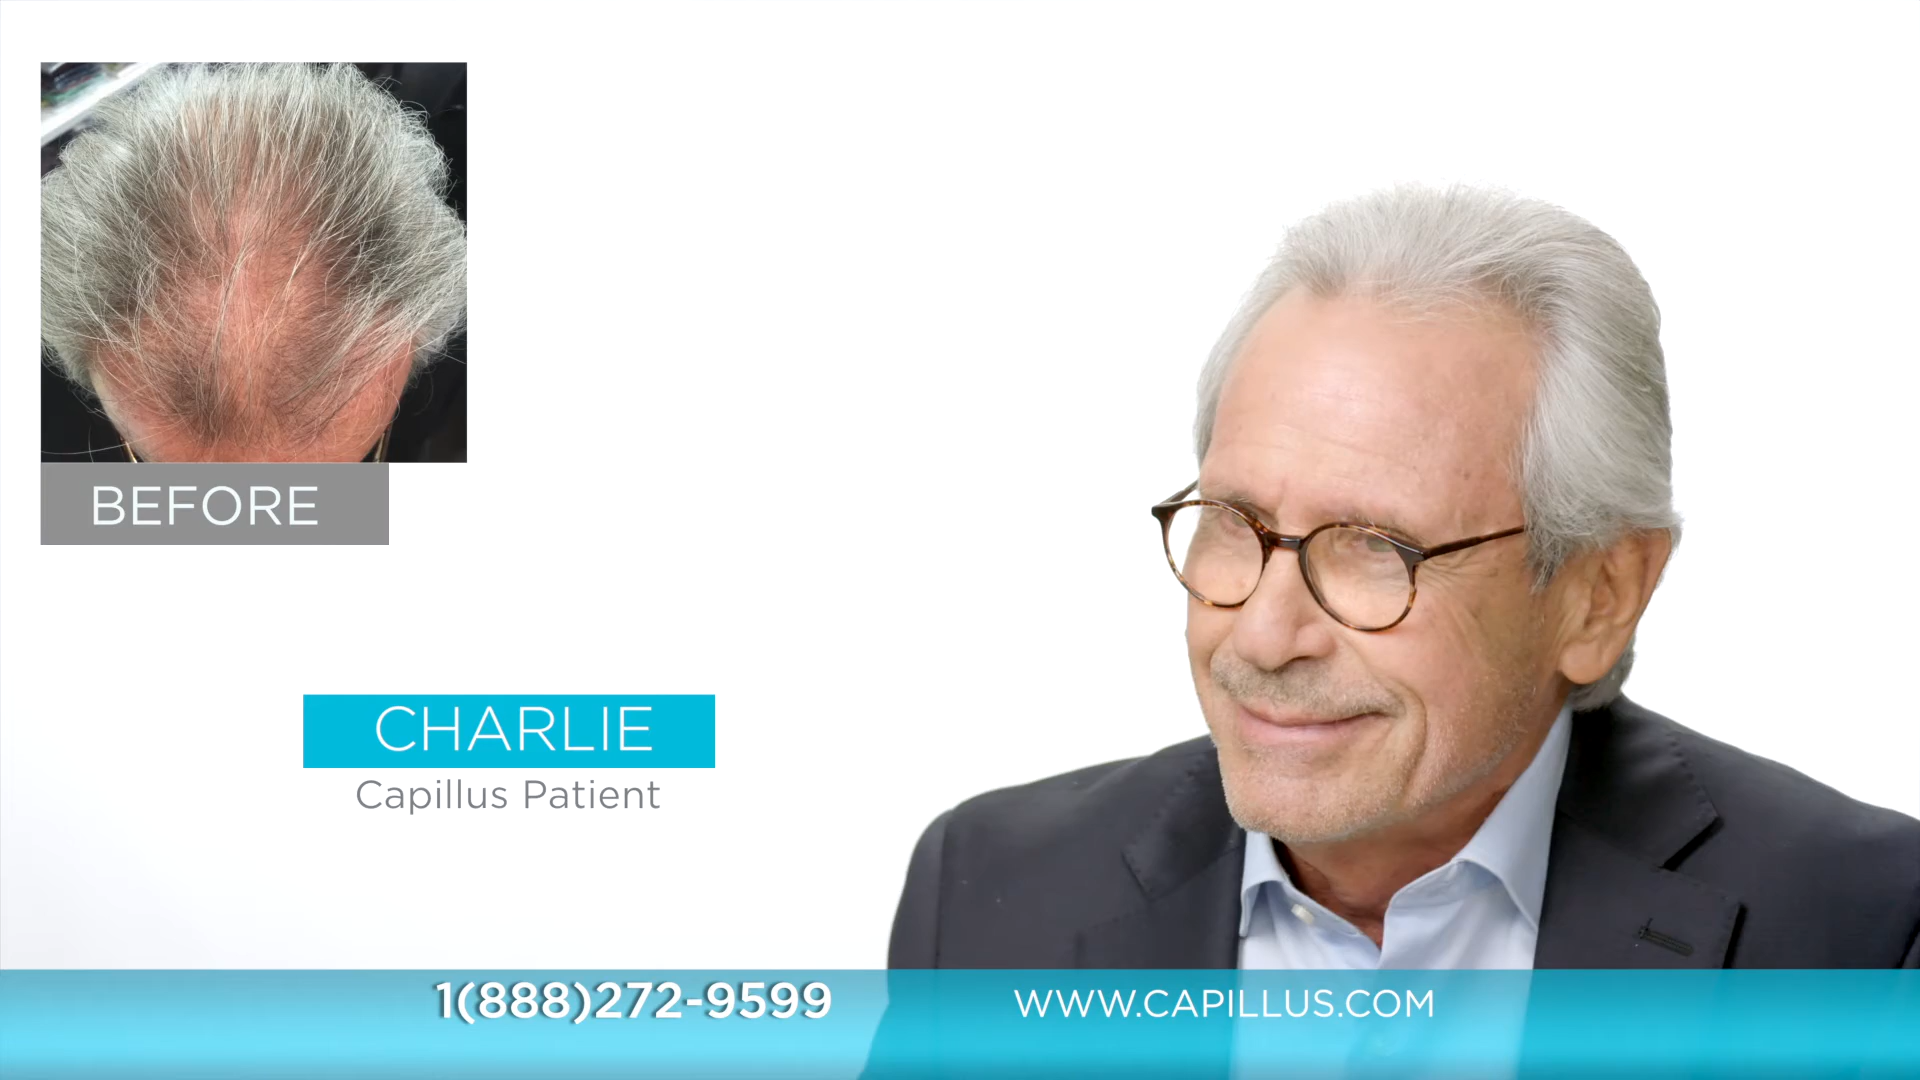 BEFORE
CHARLIE
Capillus Patient
1(888)272-9599
WWW.CAPILLUS.COM